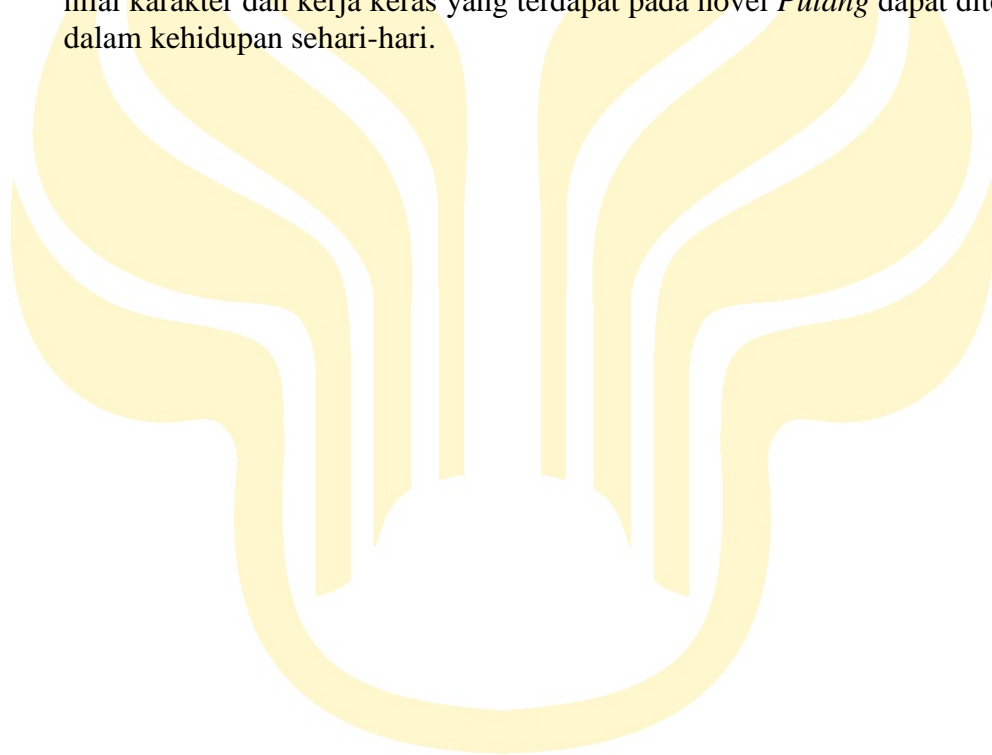 nilai karakter dan kerja keras yang terdapat pada novel Pulang dapat
dalam kehidupan sehari-hari.